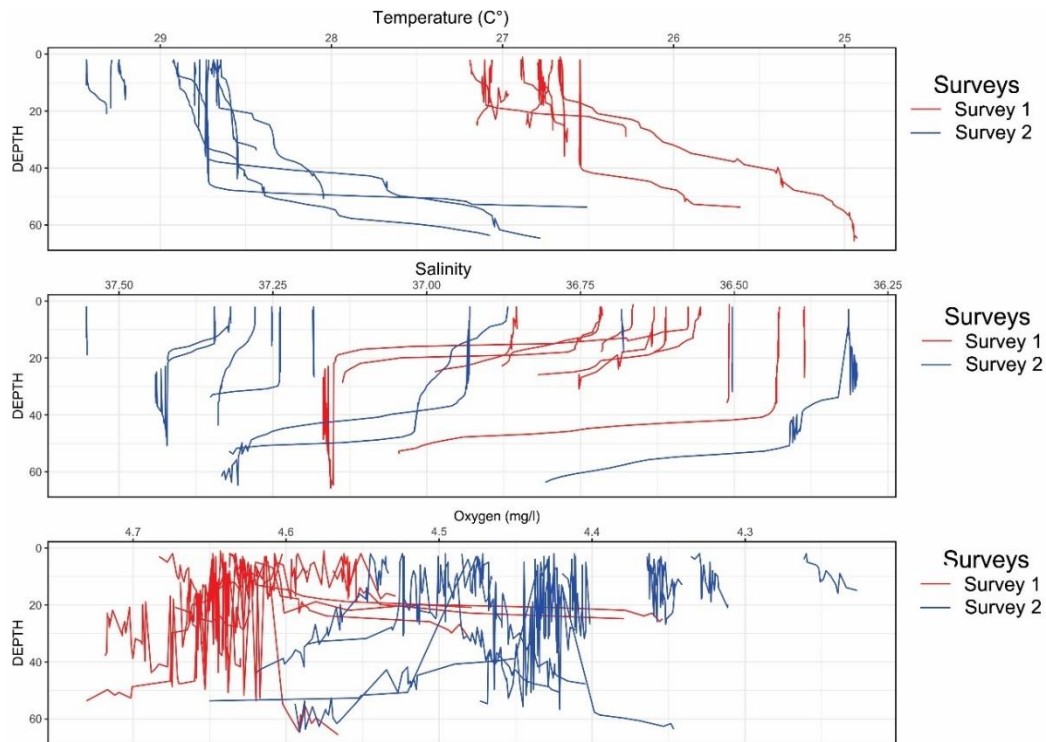 Temperature (C°)
29 28 27 26 25
0
20
40
60
DEPTH
Surveys
Survey 1
Survey 2
Salinity
37.50 37.25 37.00 36.75 36.50 36.25
0
20
40
60
DEPTH
Surveys
Survey 1
Survey 2
Oxygen (mg/l)
4.7 4.6 4.5 4.4 4.3
0
20
40
60
DEPTH
Surveys
Survey 1
Survey 2